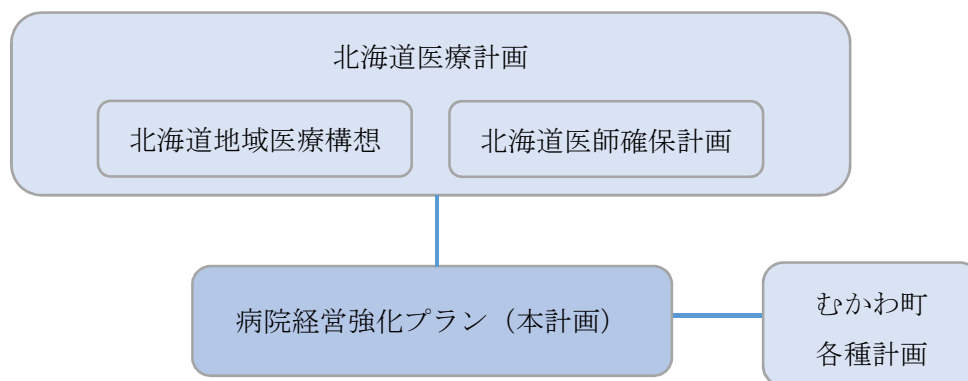 北海道医療計画
北海道地域医療構想
北海道医師確保計画
病院経営強化プラン（本計画）
むかわ町
各種計画